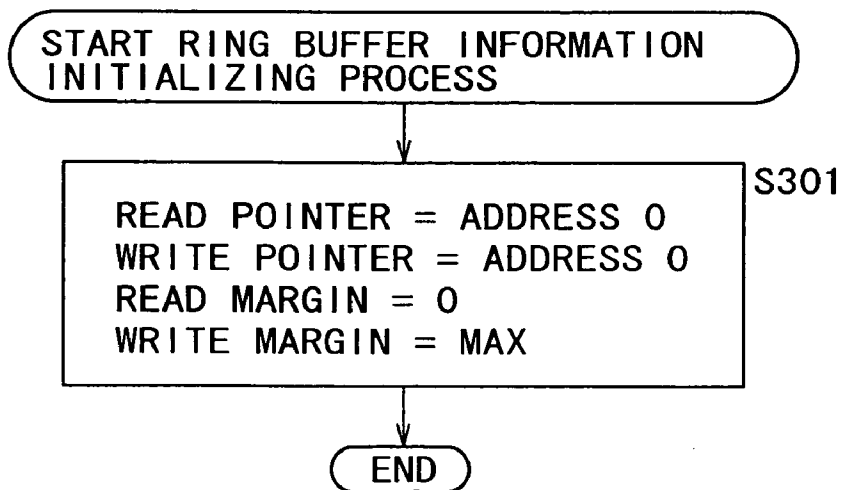 START RING BUFFER INFORMATION
INITIALIZING PROCESS
S301
READ POINTER = ADDRESS 0
WRITE POINTER = ADDRESS 0
READ MARGIN = 0
WRITE MARGIN = MAX
END